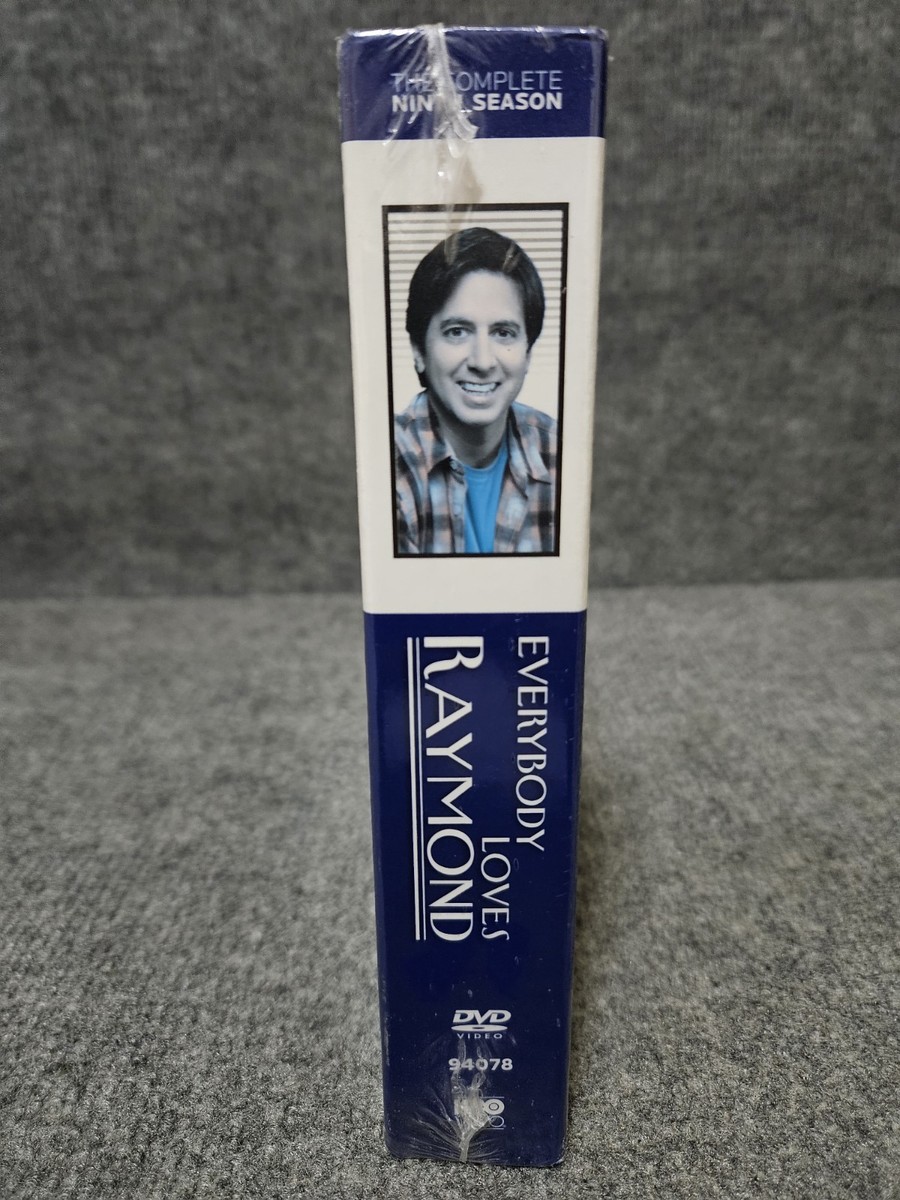 THE COMPLETE
NINTH SEASON
EVERYBODY
LOVES
RAYMOND
DVD
VIDEO
94078